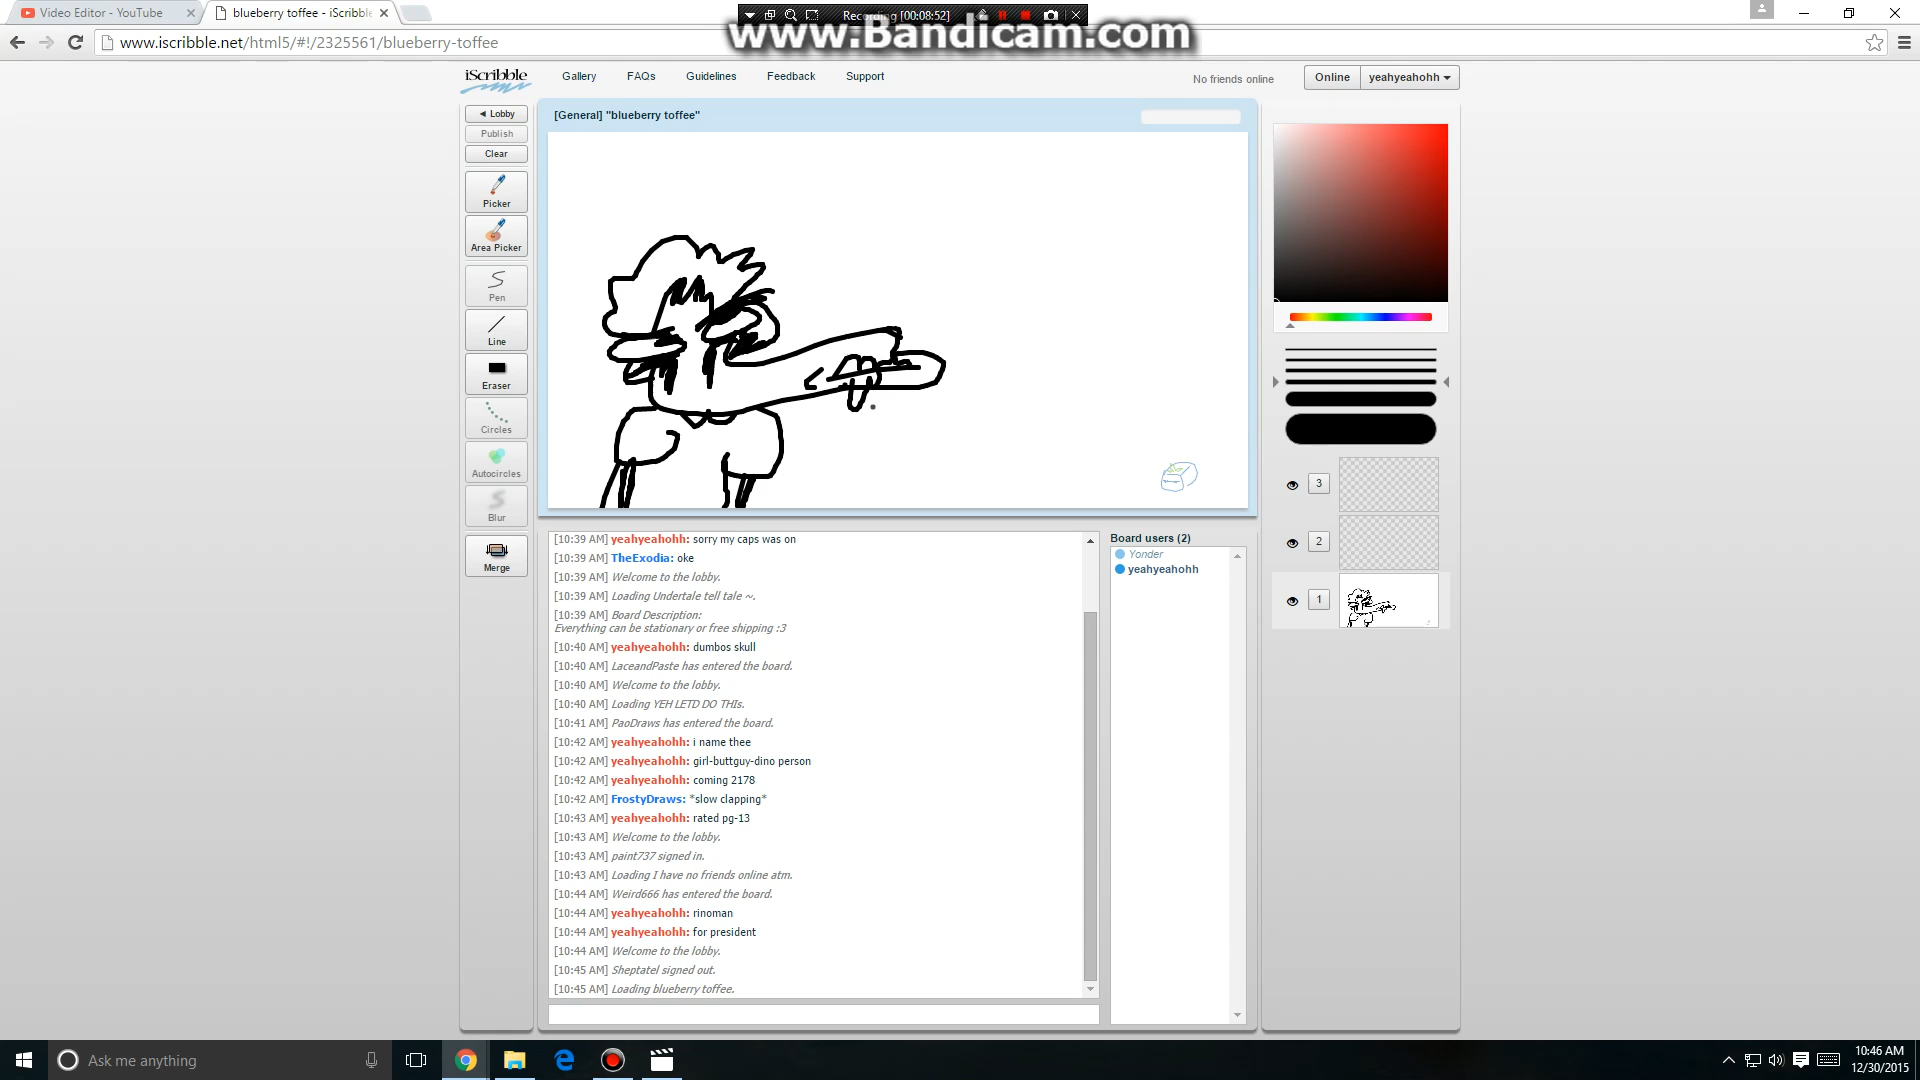 Video Editor - YouTube
blueberry toffee - iScribble
Recording [00:08:52]
www.iscribble.net/html5/#!/2325561/blueberry-toffee
www.Bandicam.com
iScribble
Gallery
FAQs
Guidelines
Feedback
Support
No friends online
Online
yeahyeahohh
Lobby
Publish
Clear
Picker
Area Picker
Pen
Line
Eraser
Circles
Autocircles
Blur
Merge
[General] "blueberry toffee"
3
2
1
[10:39 AM] yeahyeahohh: sorry my caps was on
[10:39 AM] TheExodia: oke
[10:39 AM] Welcome to the lobby.
[10:39 AM] Loading Undertale tell tale ~.
[10:39 AM] Board Description:
Everything can be stationary or free shipping :3
[10:40 AM] yeahyeahohh: dumbos skull
[10:40 AM] LaceandPaste has entered the board.
[10:40 AM] Welcome to the lobby.
[10:40 AM] Loading YEH LETD DO THIs.
[10:41 AM] PaoDraws has entered the board.
[10:42 AM] yeahyeahohh: i name thee
[10:42 AM] yeahyeahohh: girl-buttguy-dino person
[10:42 AM] yeahyeahohh: coming 2178
[10:42 AM] FrostyDraws: *slow clapping*
[10:43 AM] yeahyeahohh: rated pg-13
[10:43 AM] Welcome to the lobby.
[10:43 AM] paint737 signed in.
[10:43 AM] Loading I have no friends online atm.
[10:44 AM] Weird666 has entered the board.
[10:44 AM] yeahyeahohh: rinoman
[10:44 AM] yeahyeahohh: for president
[10:44 AM] Welcome to the lobby.
[10:45 AM] Sheptatel signed out.
[10:45 AM] Loading blueberry toffee.
Board users (2)
Yonder
yeahyeahohh
Ask me anything
10:46 AM
12/30/2015